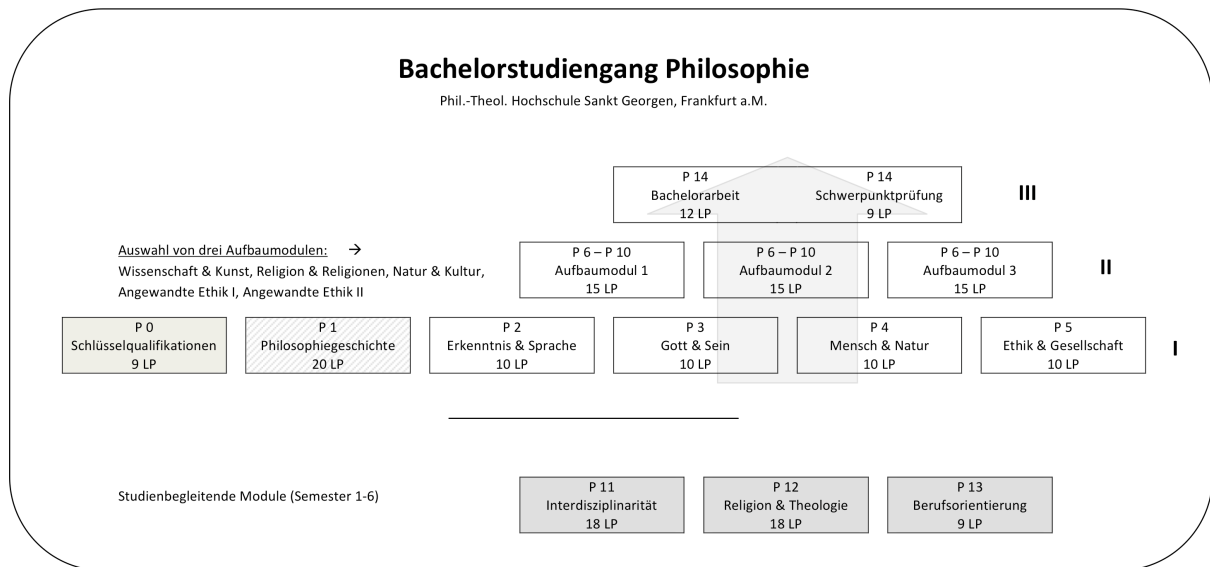 Bachelorstudiengang Philosophie
Phil.-Theol. Hochschule Sankt Georgen, Frankfurt a.M.
P 14
Bachelorarbeit
12 LP
P 14
Schwerpunktprüfung
9 LP
III
Auswahl von drei Aufbaumodulen: →
Wissenschaft & Kunst, Religion & Religionen, Natur & Kultur,
Angewandte Ethik I, Angewandte Ethik II
P 6 – P 10
Aufbaumodul 1
15 LP
P 6 – P 10
Aufbaumodul 2
15 LP
P 6 – P 10
Aufbaumodul 3
15 LP
II
P 0
Schlüsselqualifikationen
9 LP
P 1
Philosophiegeschichte
20 LP
P 2
Erkenntnis & Sprache
10 LP
P 3
Gott & Sein
10 LP
P 4
Mensch & Natur
10 LP
P 5
Ethik & Gesellschaft
10 LP
I
Studienbegleitende Module (Semester 1-6)
P 11
Interdisziplinarität
18 LP
P 12
Religion & Theologie
18 LP
P 13
Berufsorientierung
9 LP